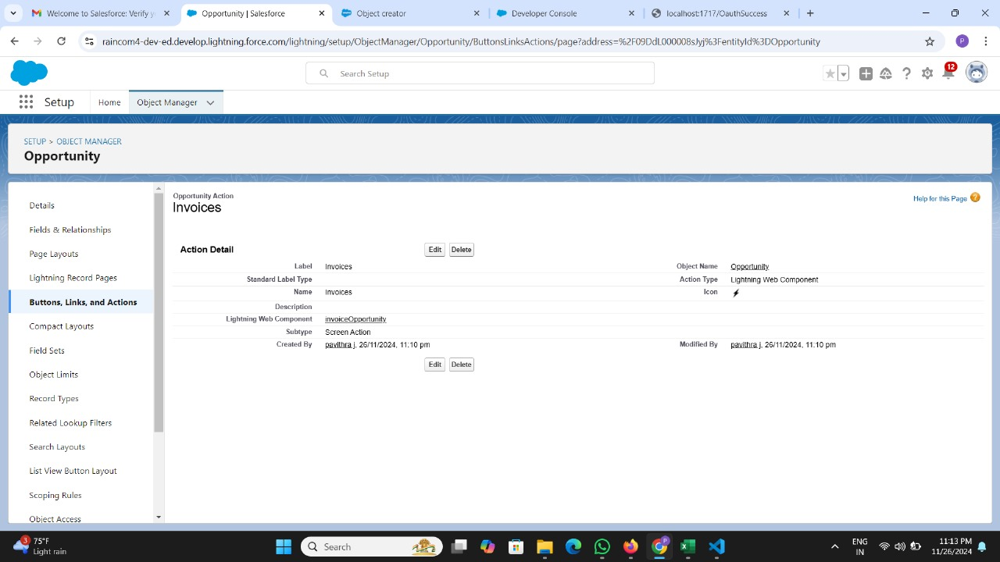 Welcome to Salesforce: Verify y
Opportunity | Salesforce
Object creator
Developer Console
localhost:1717/OauthSuccess
raincom4-dev-ed.develop.lightning.force.com/lightning/setup/ObjectManager/Opportunity/ButtonsLinksActions/page?address=%2F09DdL000008sJyj%3FentityId%3DOpportunity
P
Search Setup
12
Setup
Home
Object Manager
SETUP > OBJECT MANAGER
Opportunity
Details
Fields & Relationships
Page Layouts
Lightning Record Pages
Buttons, Links, and Actions
Compact Layouts
Field Sets
Object Limits
Record Types
Related Lookup Filters
Search Layouts
List View Button Layout
Scoping Rules
Object Access
Opportunity Action
Invoices
Help for this Page
Action Detail
Edit Delete
Label Invoices Object Name Opportunity
Standard Label Type Action Type Lightning Web Component
Name Invoices Icon
Description
Lightning Web Component invoiceOpportunity
Subtype Screen Action
Created By pavithra j, 26/11/2024, 11:10 pm Modified By pavithra j, 26/11/2024, 11:10 pm
Edit Delete
3
75°F
Light rain
Search
P
ENG
IN
11:13 PM
11/26/2024